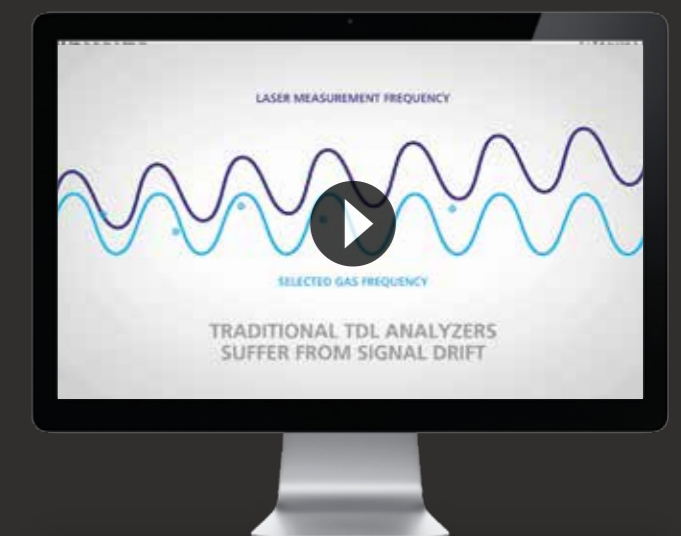 LASER MEASUREMENT FREQUENCY
SELECTED GAS FREQUENCY
TRADITIONAL TDL ANALYZERS
SUFFER FROM SIGNAL DRIFT